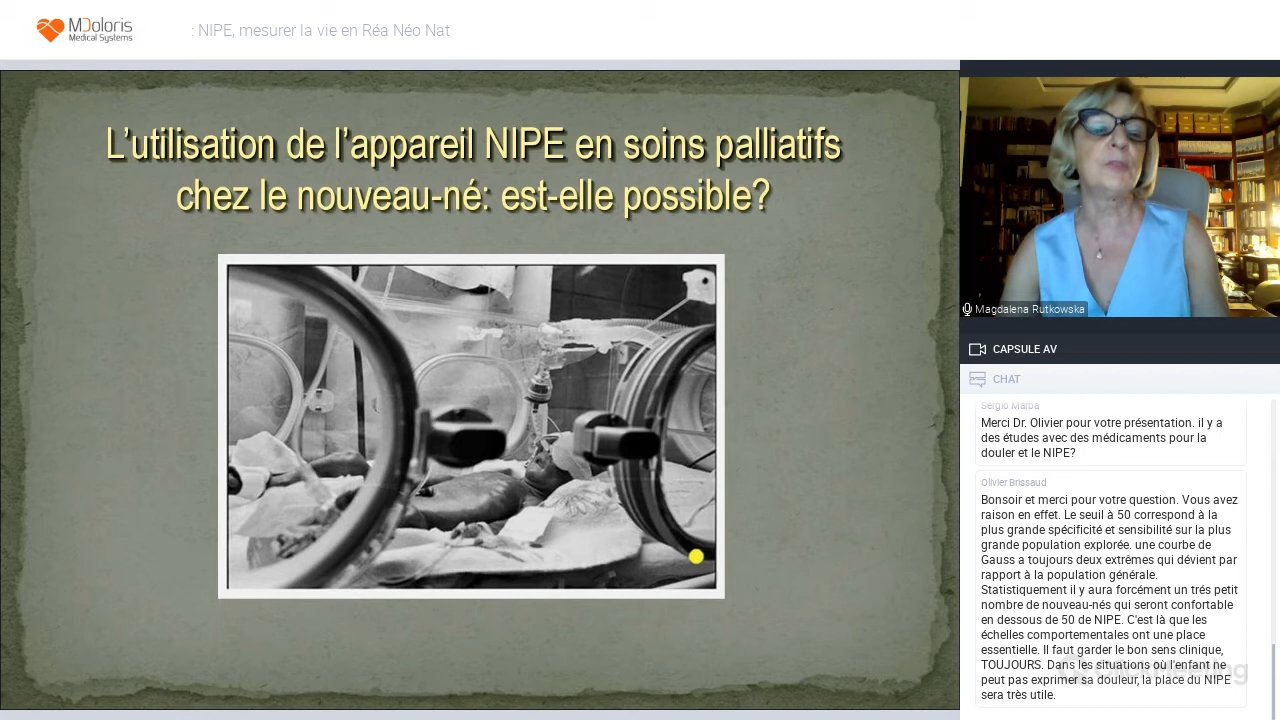 MDoloris
Medical Systems
: NIPE, mesurer la vie en Réa Néo Nat
L'utilisation de l'appareil NIPE en soins palliatifs
chez le nouveau-né: est-elle possible?
Magdalena Rutkowska
CAPSULE AV
CHAT
Sérgio Marba
Merci Dr. Olivier pour votre présentation. il y a
des études avec des médicaments pour la
douler et le NIPE?
Olivier Brissaud
Bonsoir et merci pour votre question. Vous avez
raison en effet. Le seuil à 50 correspond à la
plus grande spécificité et sensibilité sur la plus
grande population explorée. une courbe de
Gauss a toujours deux extrêmes qui dévient par
rapport à la population générale.
Statistiquement il y aura forcément un trés petit
nombre de nouveau-nés qui seront confortable
en dessous de 50 de NIPE. C'est là que les
échelles comportementales ont une place
essentielle. Il faut garder le bon sens clinique,
TOUJOURS. Dans les situations où l'enfant ne
peut pas exprimer sa douleur, la place du NIPE
sera très utile.
ClickMeeting